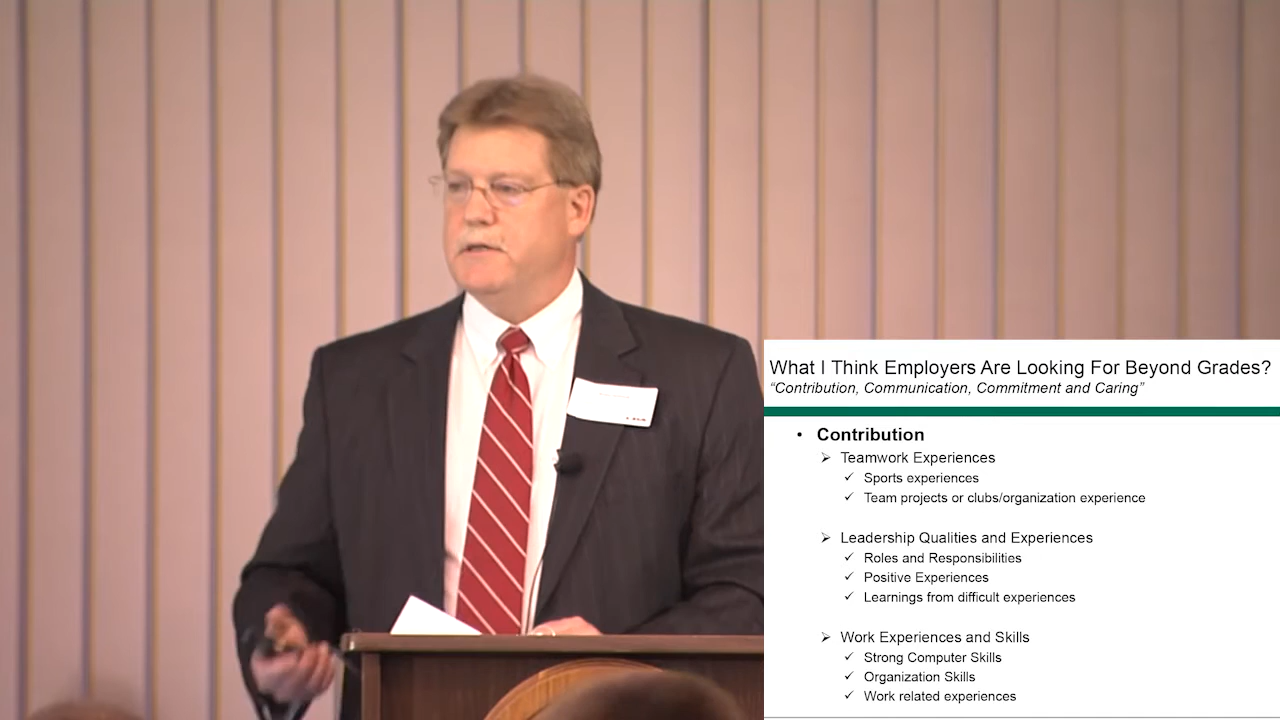 What I Think Employers Are Looking For Beyond Grades?
“Contribution, Communication, Commitment and Caring”
• Contribution
➢ Teamwork Experiences
✓ Sports experiences
✓ Team projects or clubs/organization experience
➢ Leadership Qualities and Experiences
✓ Roles and Responsibilities
✓ Positive Experiences
✓ Learnings from difficult experiences
➢ Work Experiences and Skills
✓ Strong Computer Skills
✓ Organization Skills
✓ Work related experiences